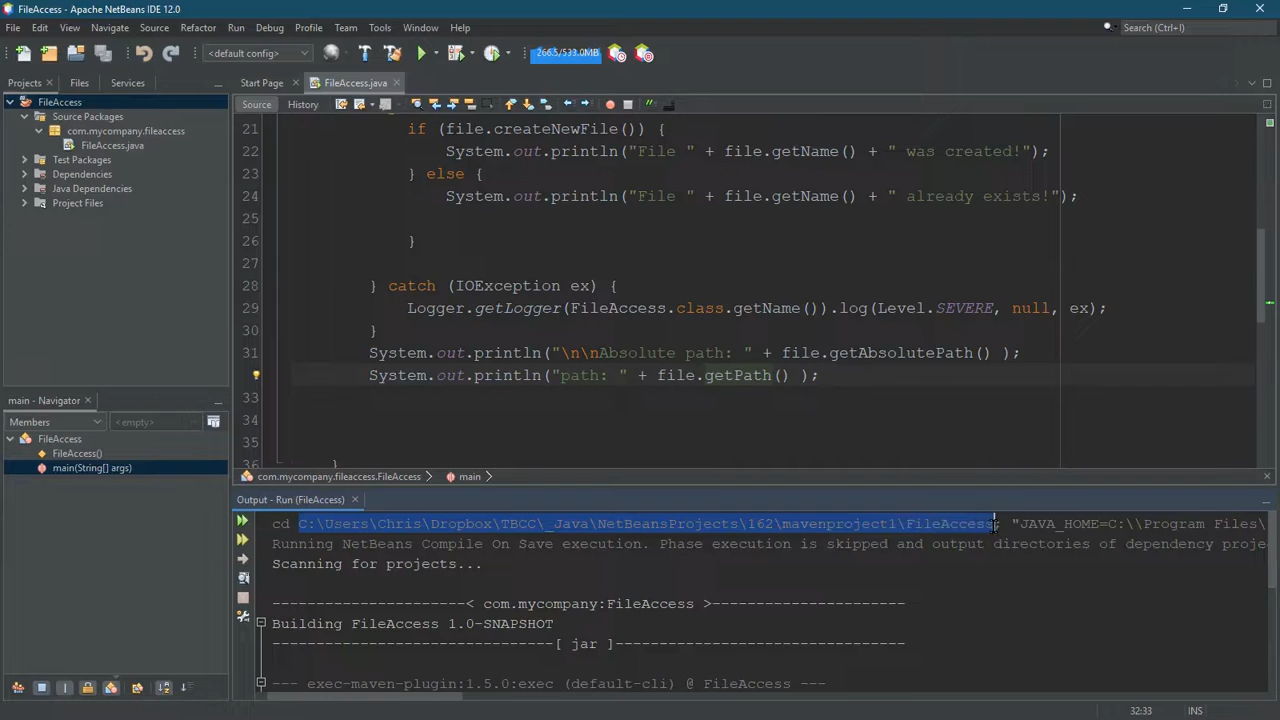 FileAccess - Apache NetBeans IDE 12.0
File Edit View Navigate Source Refactor Run Debug Profile Team Tools Window Help
Search (Ctrl+I)
<default config>
266.5/533.0MB
Projects Files Services
Start Page FileAccess.java
FileAccess
Source Packages
com.mycompany.fileaccess
FileAccess.java
Test Packages
Dependencies
Java Dependencies
Project Files
Source History
21 if (file.createNewFile()) {
22 System.out.println("File " + file.getName() + " was created!");
23 } else {
24 System.out.println("File " + file.getName() + " already exists!");
25
26 }
27
28 } catch (IOException ex) {
29 Logger.getLogger(FileAccess.class.getName()).log(Level.SEVERE, null, ex);
30 }
31 System.out.println("\n\nAbsolute path: " + file.getAbsolutePath() );
System.out.println("path: " + file.getPath() );
33
34
35
36 }
main - Navigator
Members
<empty>
FileAccess
FileAccess()
main(String[] args)
com.mycompany.fileaccess.FileAccess main
Output - Run (FileAccess)
cd C:\Users\Chris\Dropbox\TBCC\_Java\NetBeansProjects\162\mavenproject1\FileAccess; "JAVA_HOME=C:\\Program Files\
Running NetBeans Compile On Save execution. Phase execution is skipped and output directories of dependency proje
Scanning for projects...
----------------------< com.mycompany:FileAccess >----------------------
Building FileAccess 1.0-SNAPSHOT
--------------------------------[ jar ]---------------------------------
--- exec-maven-plugin:1.5.0:exec (default-cli) @ FileAccess ---
32:33 INS